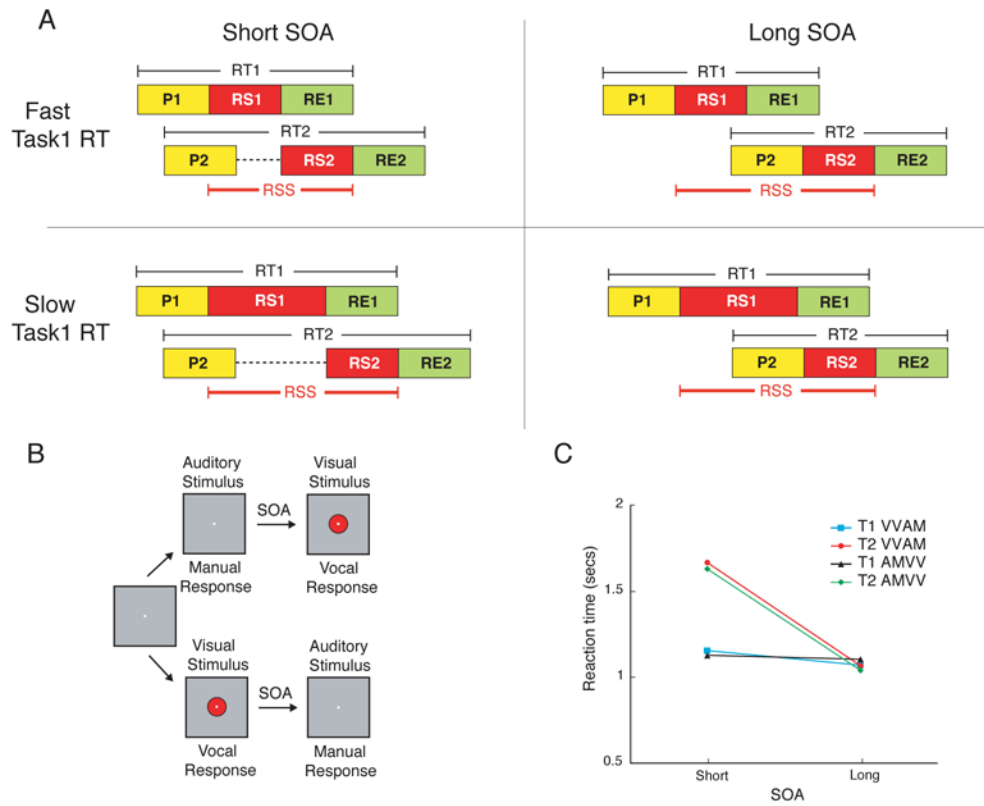 A
Short SOA
Long SOA
Fast
Task1 RT
RT1
P1 RS1 RE1
RT2
P2 RS2 RE2
RSS
RT1
P1 RS1 RE1
RT2
P2 RS2 RE2
RSS
Slow
Task1 RT
RT1
P1 RS1 RE1
RT2
P2 RS2 RE2
RSS
RT1
P1 RS1 RE1
RT2
P2 RS2 RE2
RSS
B
Auditory
Stimulus
SOA
Visual
Stimulus
Manual
Response
Vocal
Response
Visual
Stimulus
SOA
Auditory
Stimulus
Vocal
Response
Manual
Response
C
Reaction time (secs)
2
1.5
1
0.5
T1 VVAM
T2 VVAM
T1 AMVV
T2 AMVV
Short
Long
SOA